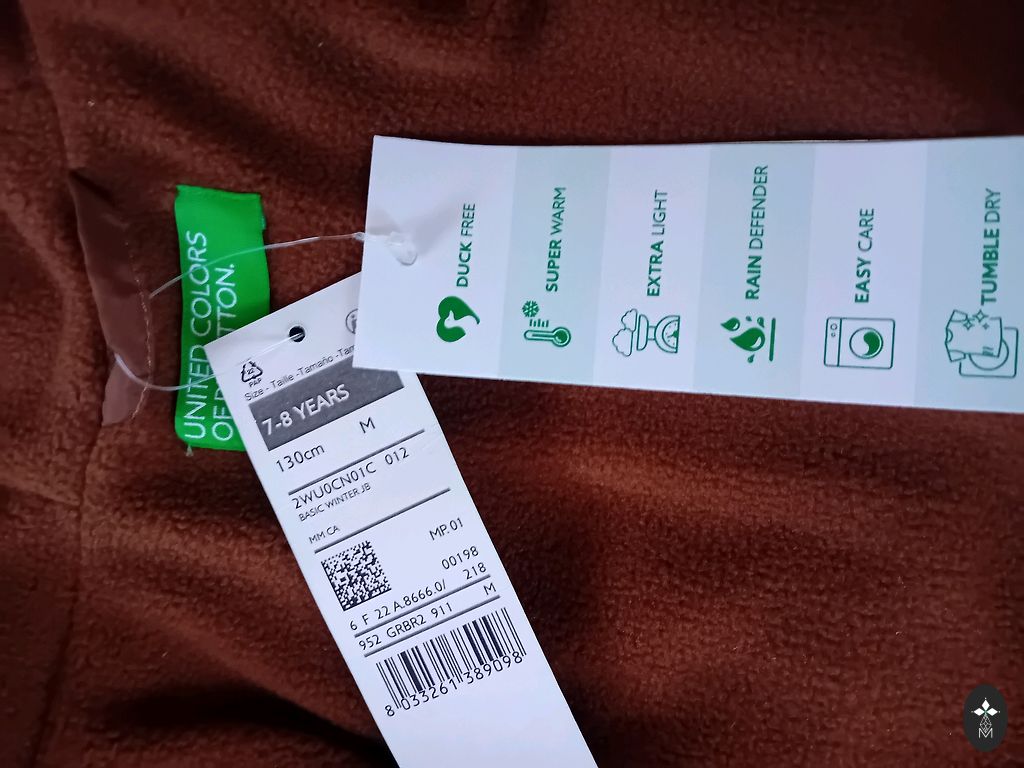 UNITED COLORS
OF
TTON.
PAP
Size - Taille - Tamaño - Tam
7-8 YEARS
130cm M
2WU0CN01C 012
BASIC WINTER JB
MM CA
MP.01
00198
6 F 22 A.8666.0/ 218
952 GRBR2 911 M
8 033261 389098
DUCK FREE
SUPER WARM
EXTRA LIGHT
RAIN DEFENDER
EASY CARE
TUMBLE DRY
M